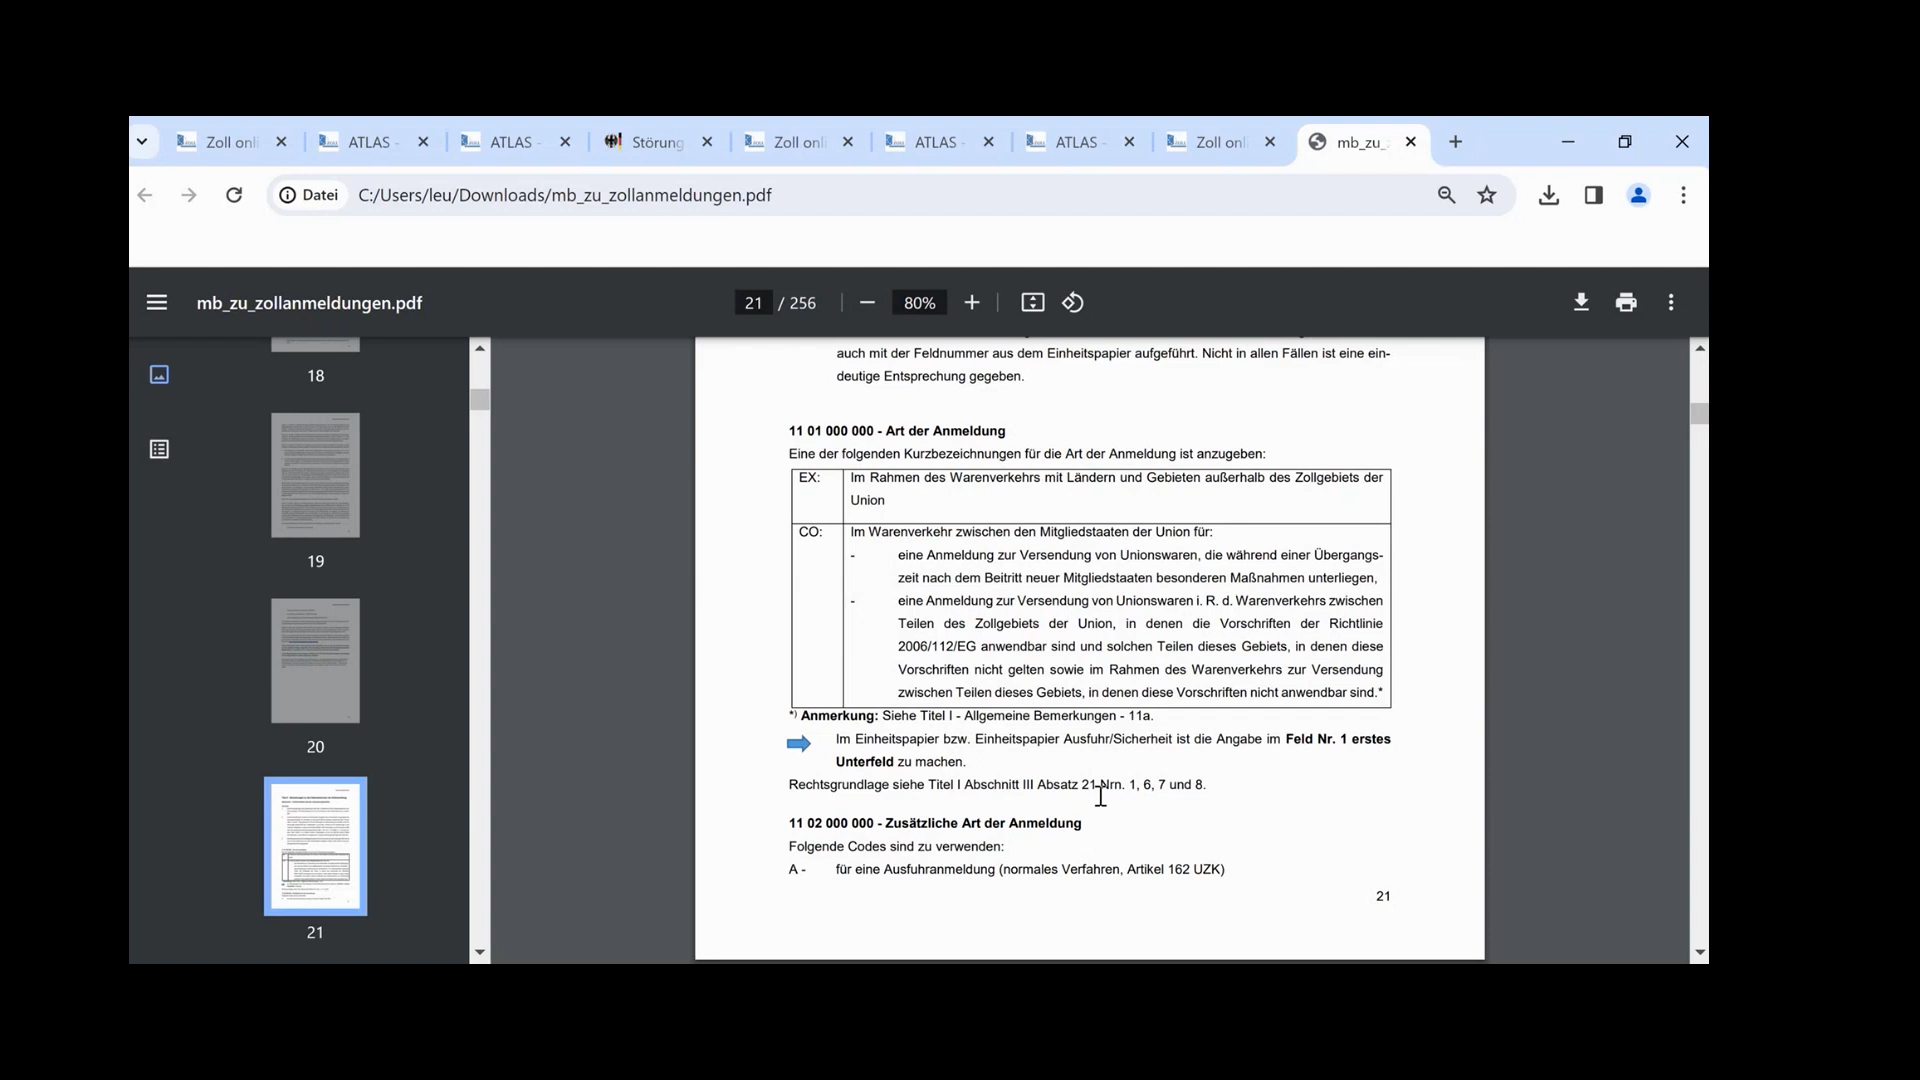 Zoll onli
ATLAS -
ATLAS -
Störung
Zoll onli
ATLAS -
ATLAS -
Zoll onl
mb_zu_
Datei
C:/Users/leu/Downloads/mb_zu_zollanmeldungen.pdf
mb_zu_zollanmeldungen.pdf
21 / 256
80%
18
19
20
21
auch mit der Feldnummer aus dem Einheitspapier aufgeführt. Nicht in allen Fällen ist eine ein-
deutige Entsprechung gegeben.
11 01 000 000 - Art der Anmeldung
Eine der folgenden Kurzbezeichnungen für die Art der Anmeldung ist anzugeben:
EX: Im Rahmen des Warenverkehrs mit Ländern und Gebieten außerhalb des Zollgebiets der
Union
CO: Im Warenverkehr zwischen den Mitgliedstaaten der Union für:
- eine Anmeldung zur Versendung von Unionswaren, die während einer Übergangs-
zeit nach dem Beitritt neuer Mitgliedstaaten besonderen Maßnahmen unterliegen,
- eine Anmeldung zur Versendung von Unionswaren i. R. d. Warenverkehrs zwischen
Teilen des Zollgebiets der Union, in denen die Vorschriften der Richtlinie
2006/112/EG anwendbar sind und solchen Teilen dieses Gebiets, in denen diese
Vorschriften nicht gelten sowie im Rahmen des Warenverkehrs zur Versendung
zwischen Teilen dieses Gebiets, in denen diese Vorschriften nicht anwendbar sind.*
*) Anmerkung: Siehe Titel I - Allgemeine Bemerkungen - 11a.
Im Einheitspapier bzw. Einheitspapier Ausfuhr/Sicherheit ist die Angabe im Feld Nr. 1 erstes
Unterfeld zu machen.
Rechtsgrundlage siehe Titel I Abschnitt III Absatz 21 Nrn. 1, 6, 7 und 8.
11 02 000 000 - Zusätzliche Art der Anmeldung
Folgende Codes sind zu verwenden:
A - für eine Ausfuhranmeldung (normales Verfahren, Artikel 162 UZK)
21